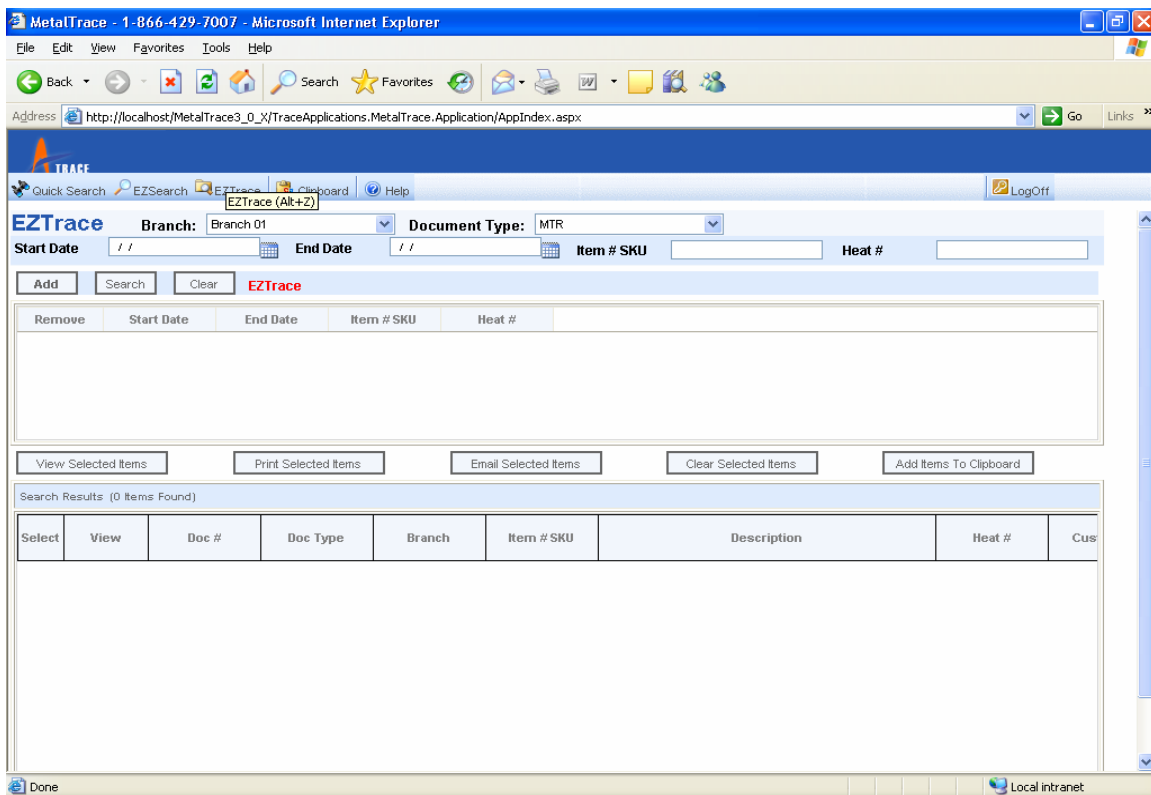 MetalTrace - 1-866-429-7007 - Microsoft Internet Explorer
File Edit View Favorites Tools Help
Back Search Favorites
Address http://localhost/MetalTrace3_0_X/TraceApplications.MetalTrace.Application/AppIndex.aspx Go Links »
TRACE
Quick Search EZSearch EZTrace Clipboard Help LogOff
EZTrace (Alt+Z)
EZTrace Branch: Branch 01 Document Type: MTR
Start Date / / End Date / / Item # SKU Heat #
Add Search Clear EZTrace
Remove Start Date End Date Item # SKU Heat #
View Selected Items Print Selected Items Email Selected Items Clear Selected Items Add Items To Clipboard
Search Results (0 Items Found)
Select View Doc # Doc Type Branch Item # SKU Description Heat # Cus
Done Local intranet